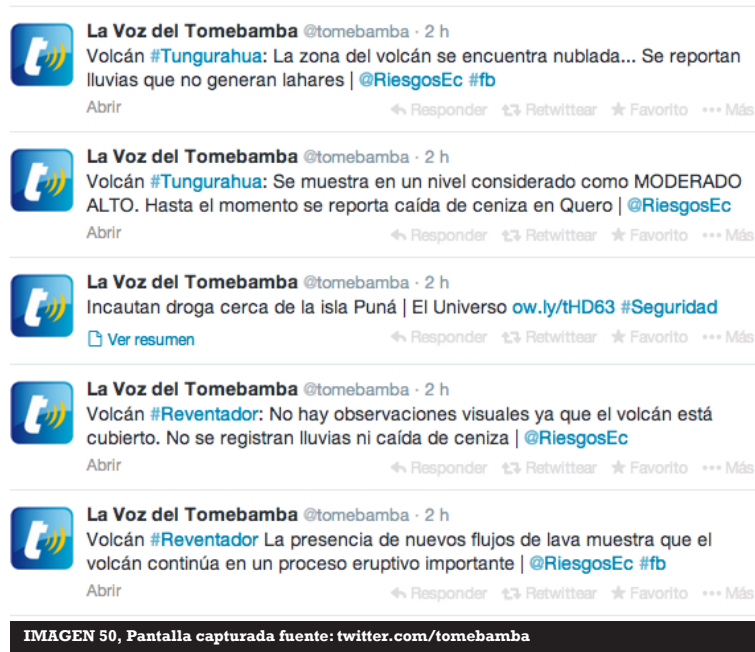 La Voz del Tomebamba @tomebamba · 2 h
Volcán #Tungurahua: La zona del volcán se encuentra nublada... Se reportan
lluvias que no generan lahares | @RiesgosEc #fb
Abrir
Responder Retwittear Favorito Más
La Voz del Tomebamba @tomebamba · 2 h
Volcán #Tungurahua: Se muestra en un nivel considerado como MODERADO
ALTO. Hasta el momento se reporta caída de ceniza en Quero | @RiesgosEc
Abrir
Responder Retwittear Favorito Más
La Voz del Tomebamba @tomebamba · 2 h
Incautan droga cerca de la isla Puná | El Universo ow.ly/tHD63 #Seguridad
Ver resumen
Responder Retwittear Favorito Más
La Voz del Tomebamba @tomebamba · 2 h
Volcán #Reventador: No hay observaciones visuales ya que el volcán está
cubierto. No se registran lluvias ni caída de ceniza | @RiesgosEc
Abrir
Responder Retwittear Favorito Más
La Voz del Tomebamba @tomebamba · 2 h
Volcán #Reventador La presencia de nuevos flujos de lava muestra que el
volcán continúa en un proceso eruptivo importante | @RiesgosEc #fb
Abrir
Responder Retwittear Favorito Más
IMAGEN 50, Pantalla capturada fuente: twitter.com/tomebamba